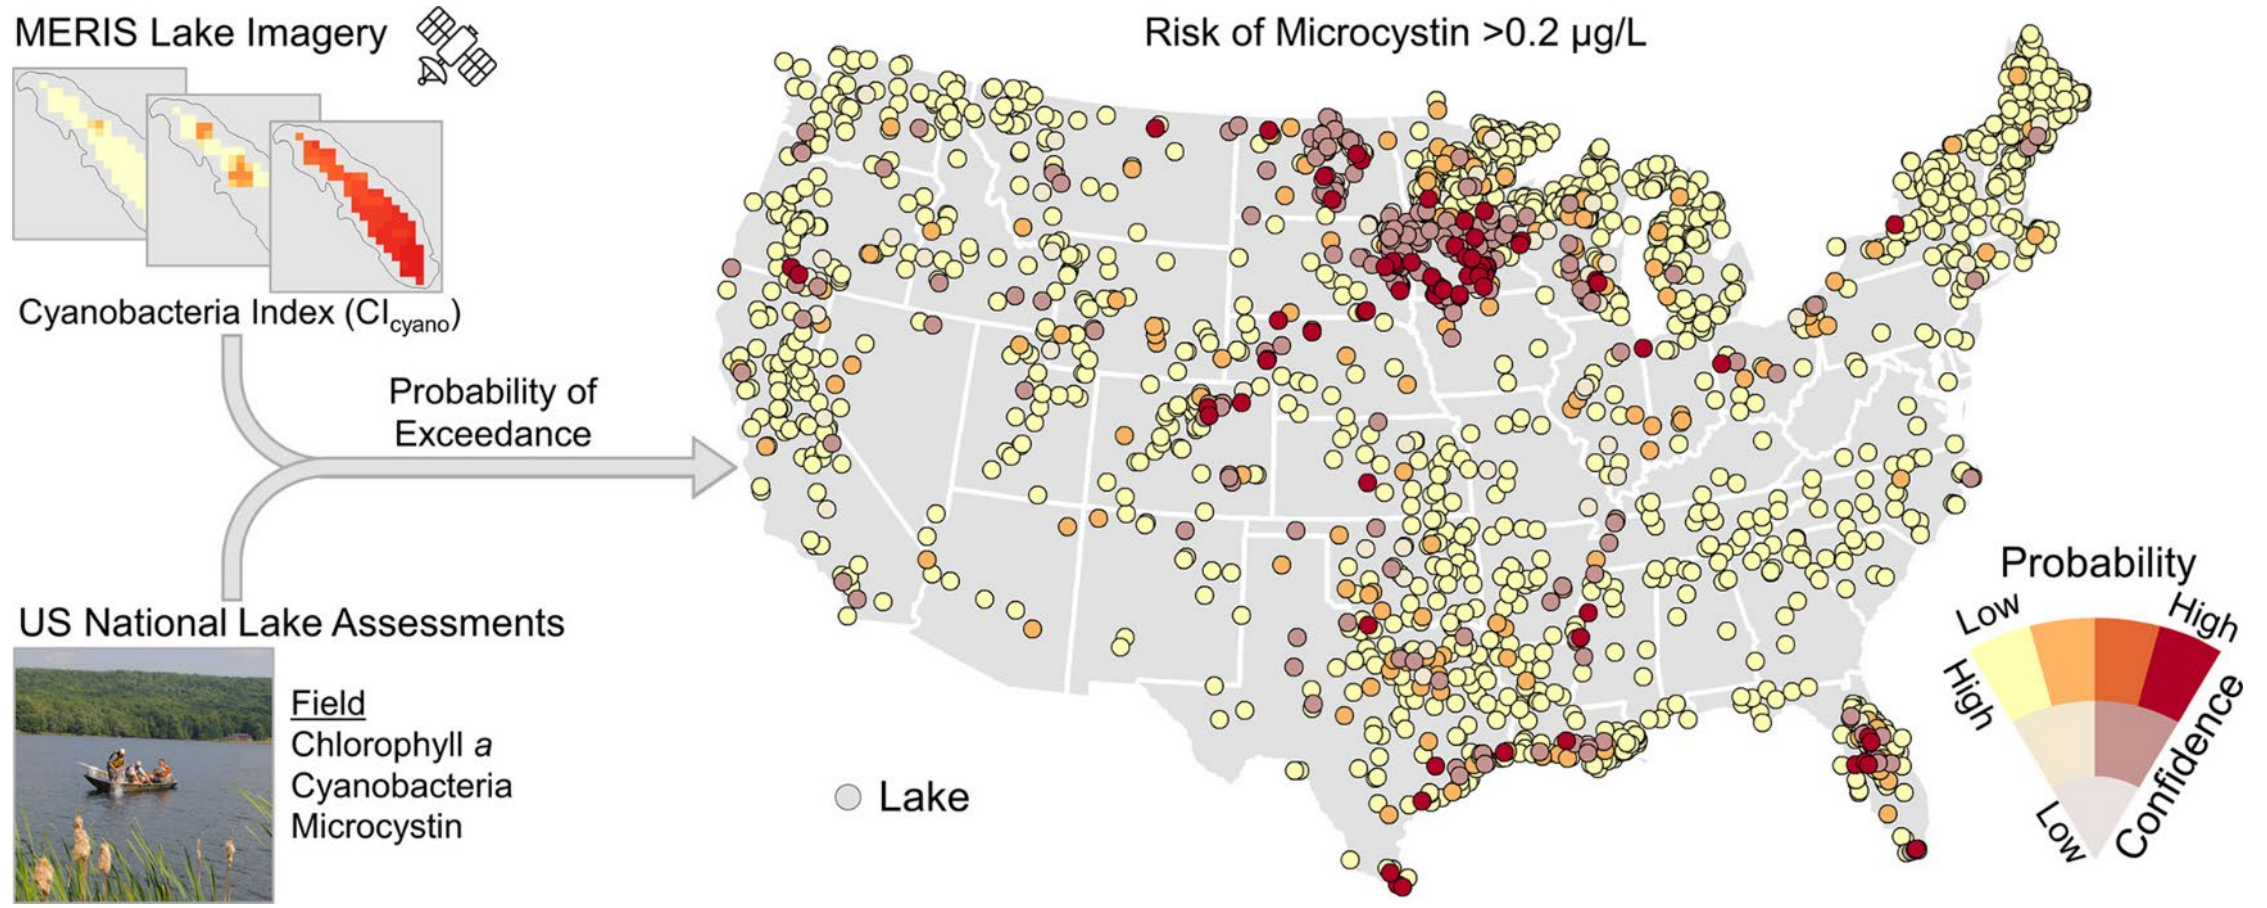 MERIS Lake Imagery
Cyanobacteria Index (CIcyano)
Probability of
Exceedance
US National Lake Assessments
Field
Chlorophyll a
Cyanobacteria
Microcystin
Risk of Microcystin >0.2 µg/L
Lake
Probability
Low
High
High
Low
Confidence